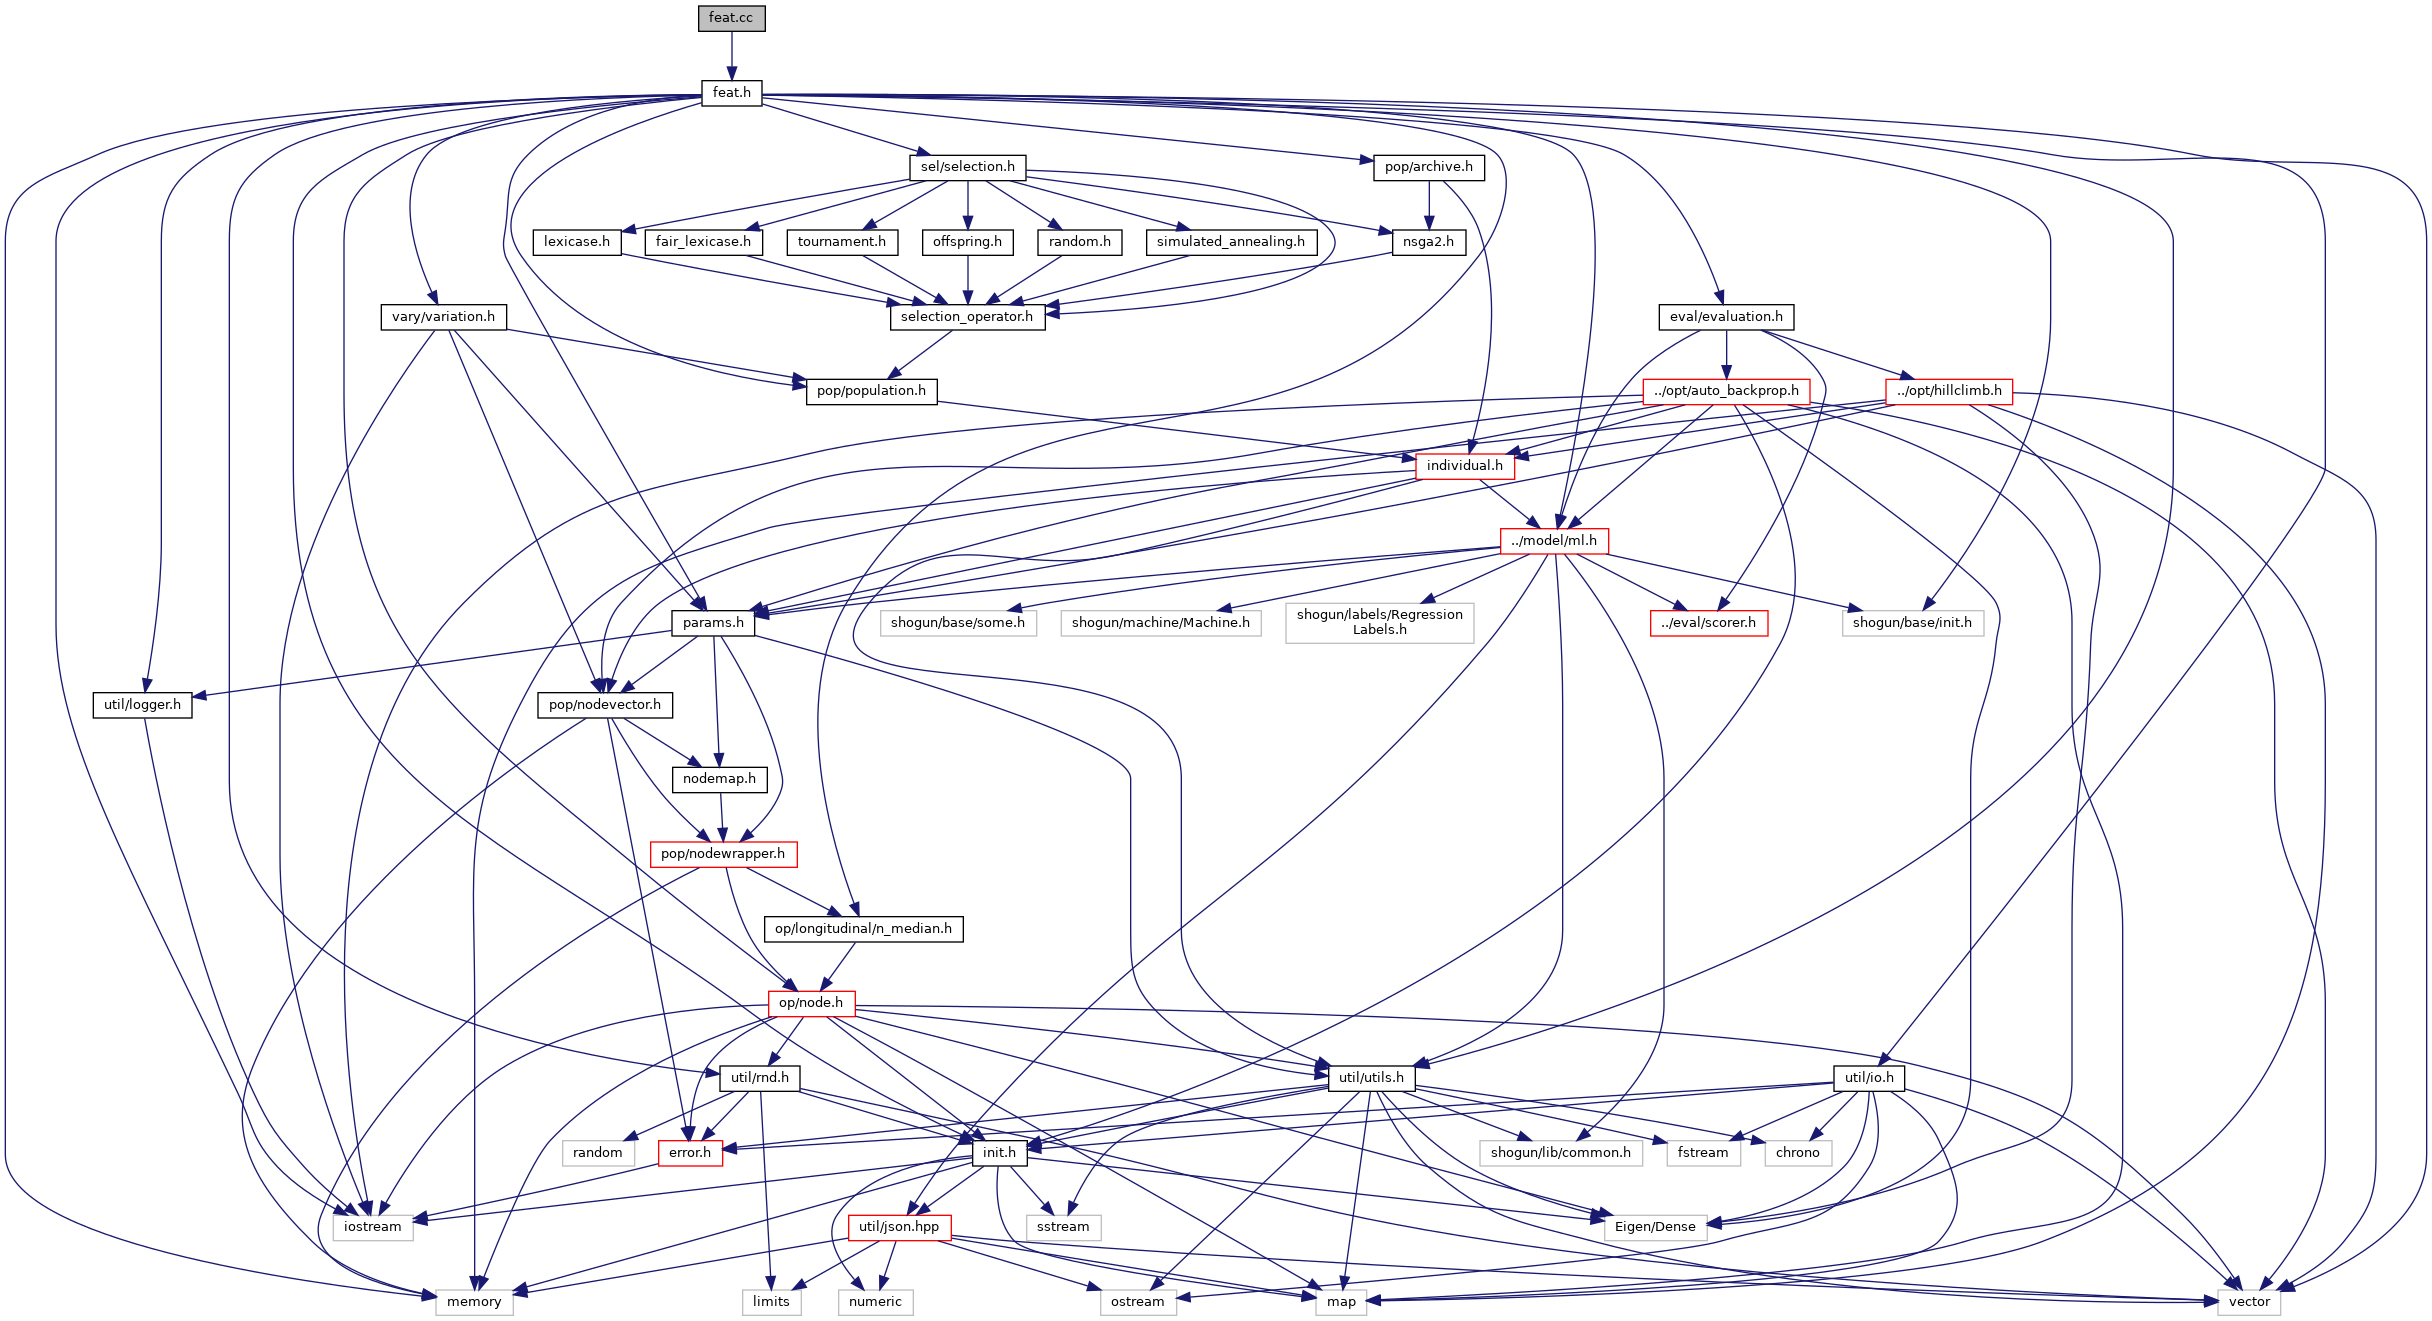 feat.cc
feat.h
sel/selection.h
pop/archive.h
lexicase.h
fair_lexicase.h
tournament.h
offspring.h
random.h
simulated_annealing.h
nsga2.h
vary/variation.h
selection_operator.h
eval/evaluation.h
pop/population.h
../opt/auto_backprop.h
../opt/hillclimb.h
individual.h
../model/ml.h
params.h
shogun/base/some.h
shogun/machine/Machine.h
shogun/labels/Regression
Labels.h
../eval/scorer.h
shogun/base/init.h
util/logger.h
pop/nodevector.h
nodemap.h
pop/nodewrapper.h
op/longitudinal/n_median.h
op/node.h
util/rnd.h
util/utils.h
util/io.h
random
error.h
init.h
shogun/lib/common.h
fstream
chrono
iostream
util/json.hpp
sstream
Eigen/Dense
memory
limits
numeric
ostream
map
vector